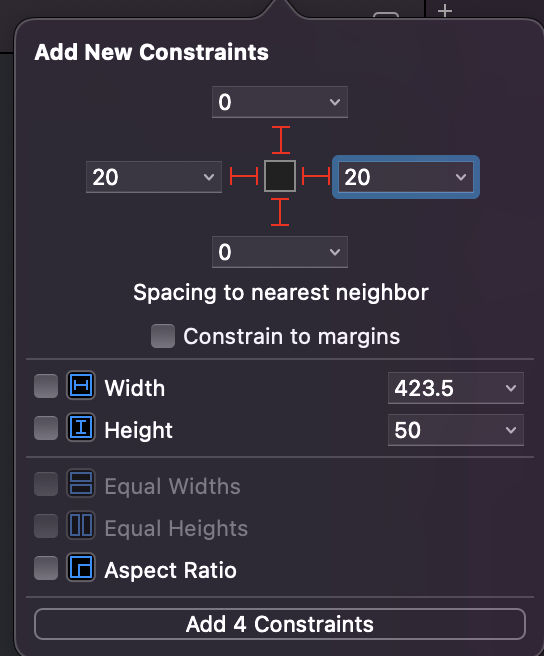 Add New Constraints
0
20
20
0
Spacing to nearest neighbor
Constrain to margins
Width 423.5
Height 50
Equal Widths
Equal Heights
Aspect Ratio
Add 4 Constraints